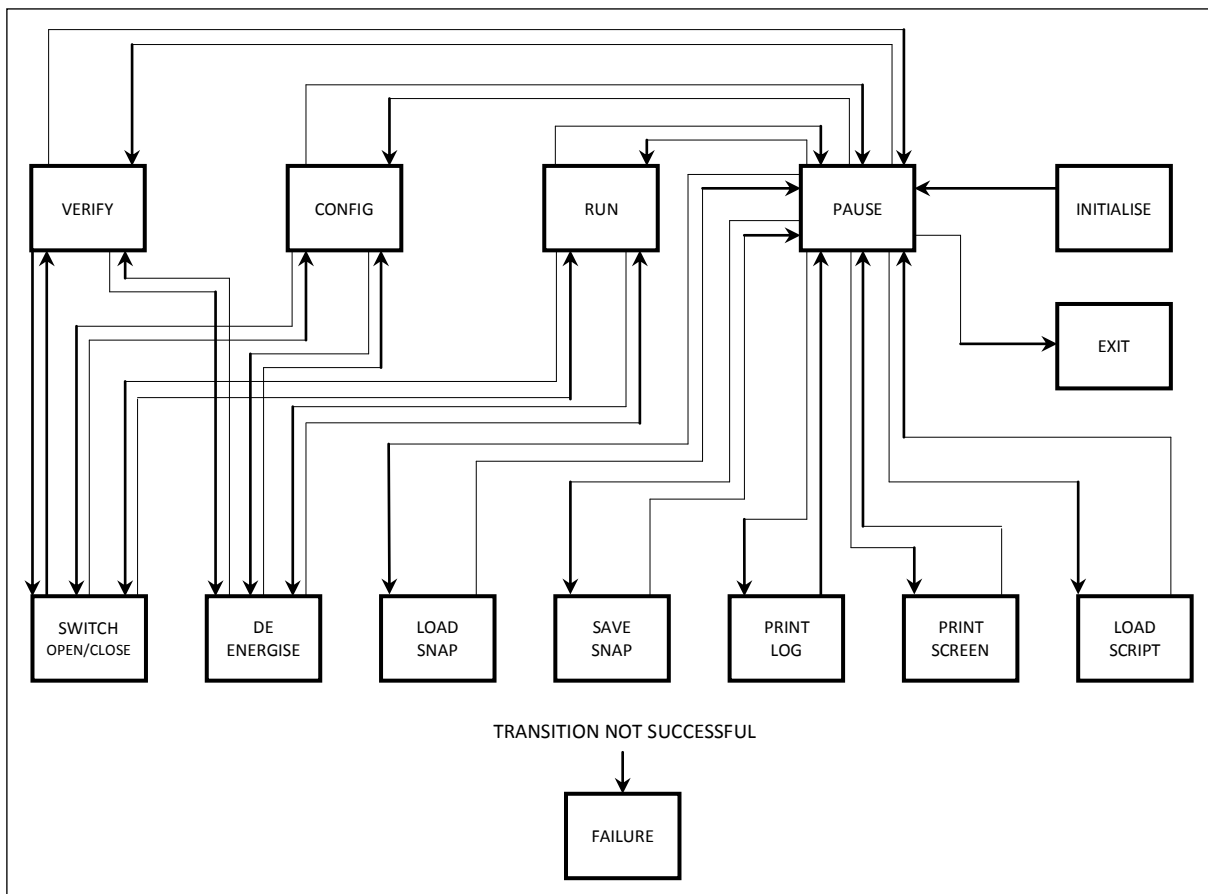 VERIFY
CONFIG
RUN
PAUSE
INITIALISE
EXIT
SWITCH
OPEN/CLOSE
DE
ENERGISE
LOAD
SNAP
SAVE
SNAP
PRINT
LOG
PRINT
SCREEN
LOAD
SCRIPT
TRANSITION NOT SUCCESSFUL
FAILURE